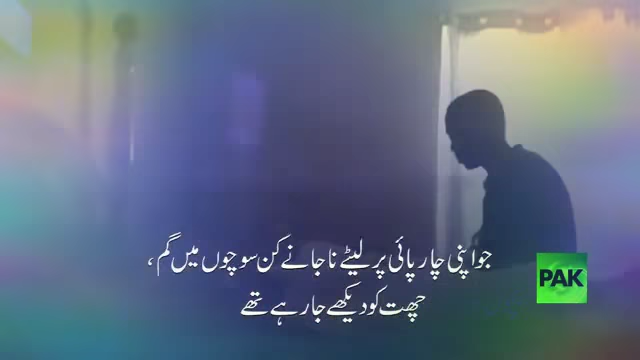 جو اپنی چارپائی پر لیٹے نا جانے کن سوچوں میں گم،
چھت کو دیکھے جا رہے تھے
PAK